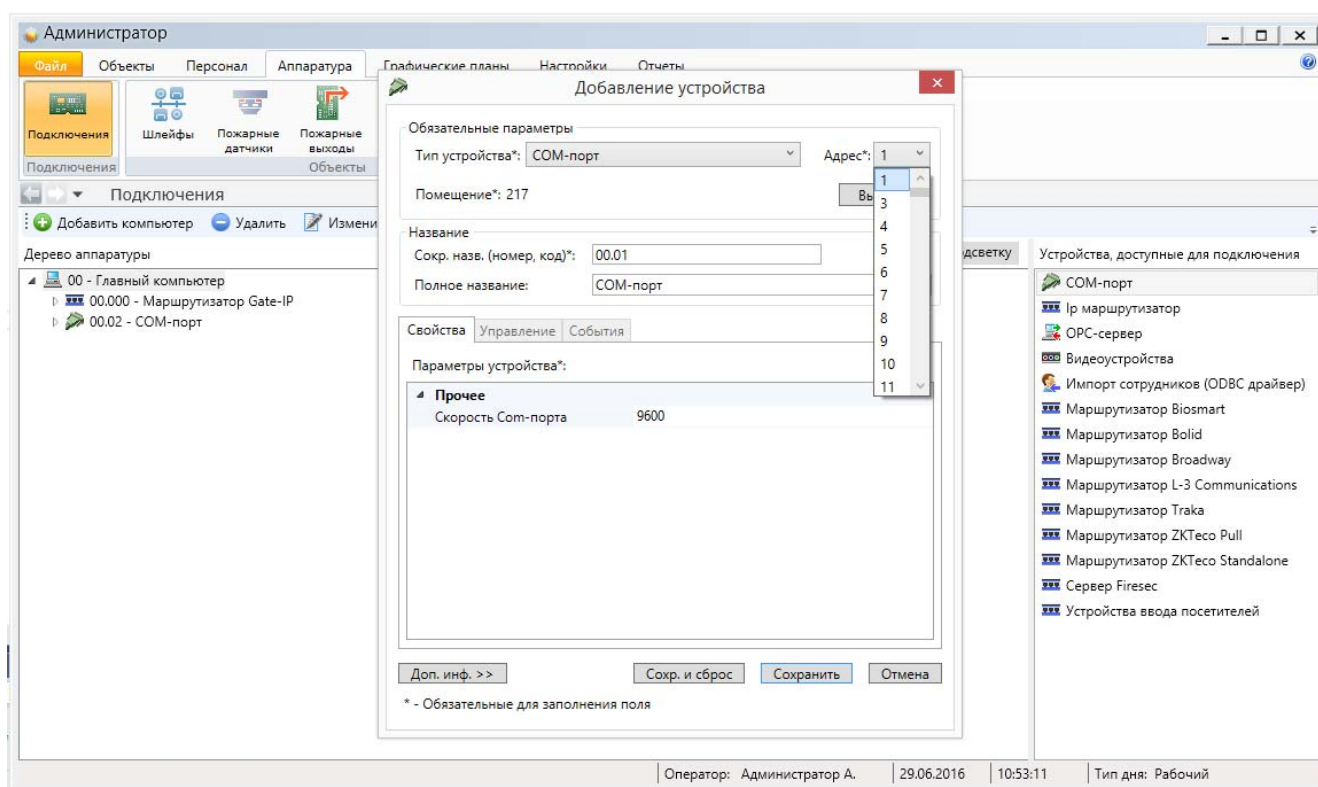 Администратор
Файл Объекты Персонал Аппаратура Графические планы Настройки Отчеты
Подключения Шлейфы Пожарные датчики Пожарные выходы
Подключения Объекты
Подключения
Добавить компьютер Удалить Измени
Дерево аппаратуры
00 - Главный компьютер
00.000 - Маршрутизатор Gate-IP
00.02 - COM-порт
Добавление устройства
Обязательные параметры
Тип устройства*: COM-порт Адрес*: 1
Помещение*: 217 Вы
1
3
4
5
6
7
8
9
10
11
Название
Сокр. назв. (номер, код)*: 00.01
Полное название: COM-порт
Свойства Управление События
Параметры устройства*:
Прочее
Скорость Com-порта 9600
Доп. инф. >> Сохр. и сброс Сохранить Отмена
* - Обязательные для заполнения поля
дсветку
Устройства, доступные для подключения
COM-порт
Ip маршрутизатор
OPC-сервер
Видеоустройства
Импорт сотрудников (ODBC драйвер)
Маршрутизатор Biosmart
Маршрутизатор Bolid
Маршрутизатор Broadway
Маршрутизатор L-3 Communications
Маршрутизатор Traka
Маршрутизатор ZKTeco Pull
Маршрутизатор ZKTeco Standalone
Сервер Firesec
Устройства ввода посетителей
Оператор: Администратор А. 29.06.2016 10:53:11 Тип дня: Рабочий